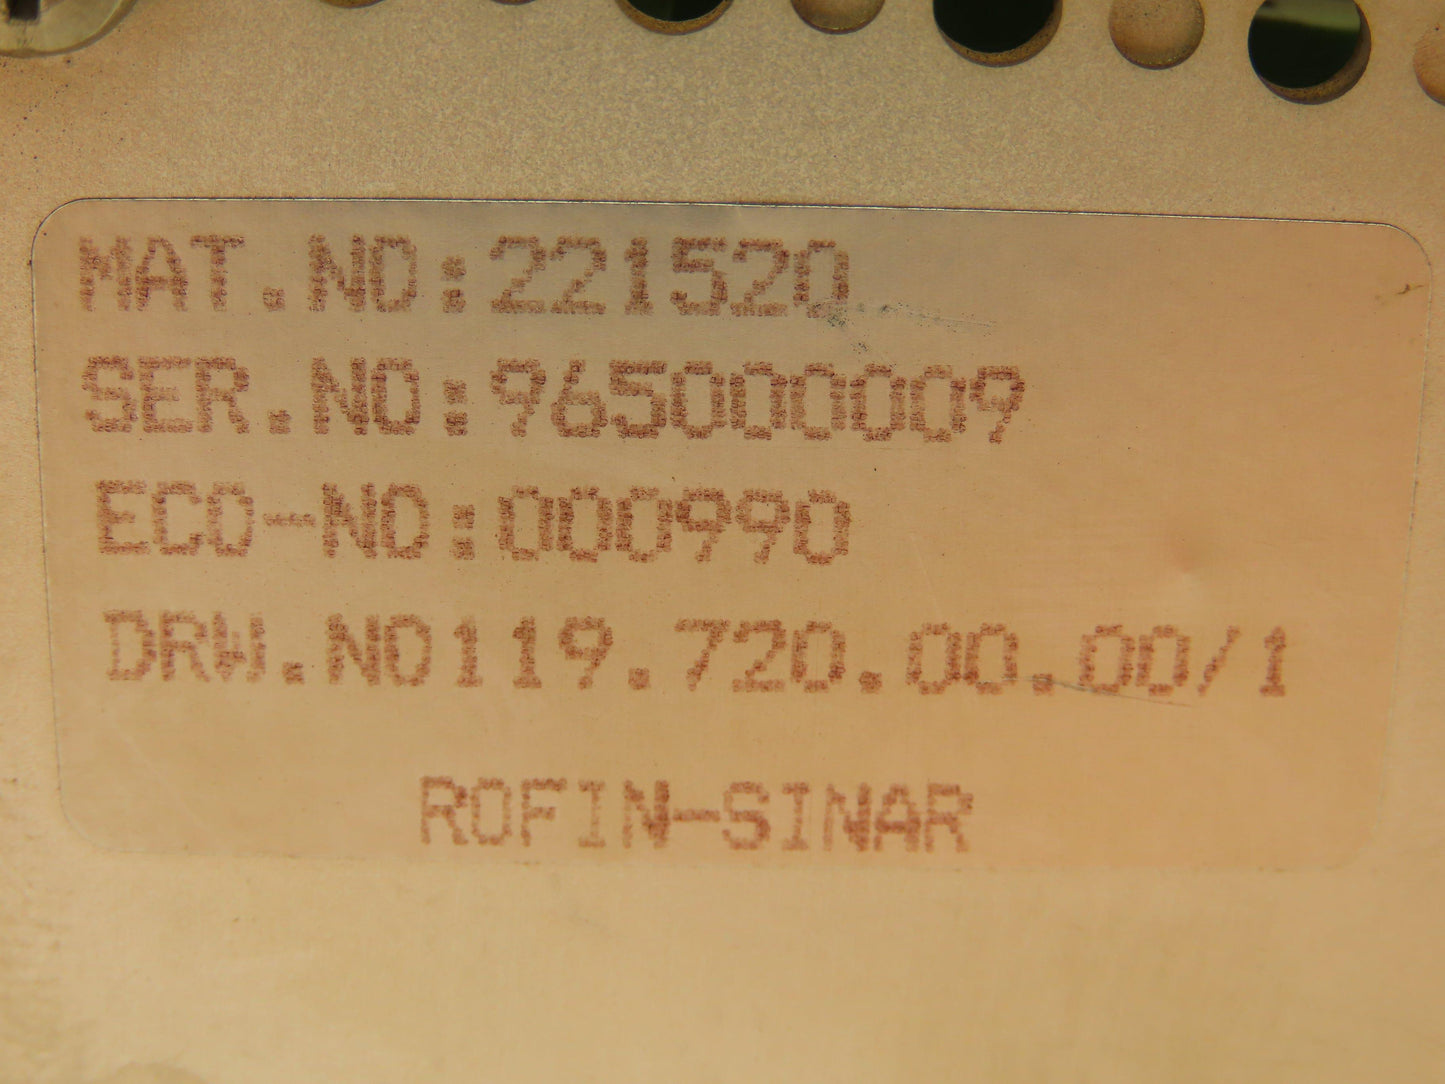 MAT.NO:221520
SER.NO:965000009
ECO-NO:000990
DRW.NO119.720.00.00/1
ROFIN-SINAR